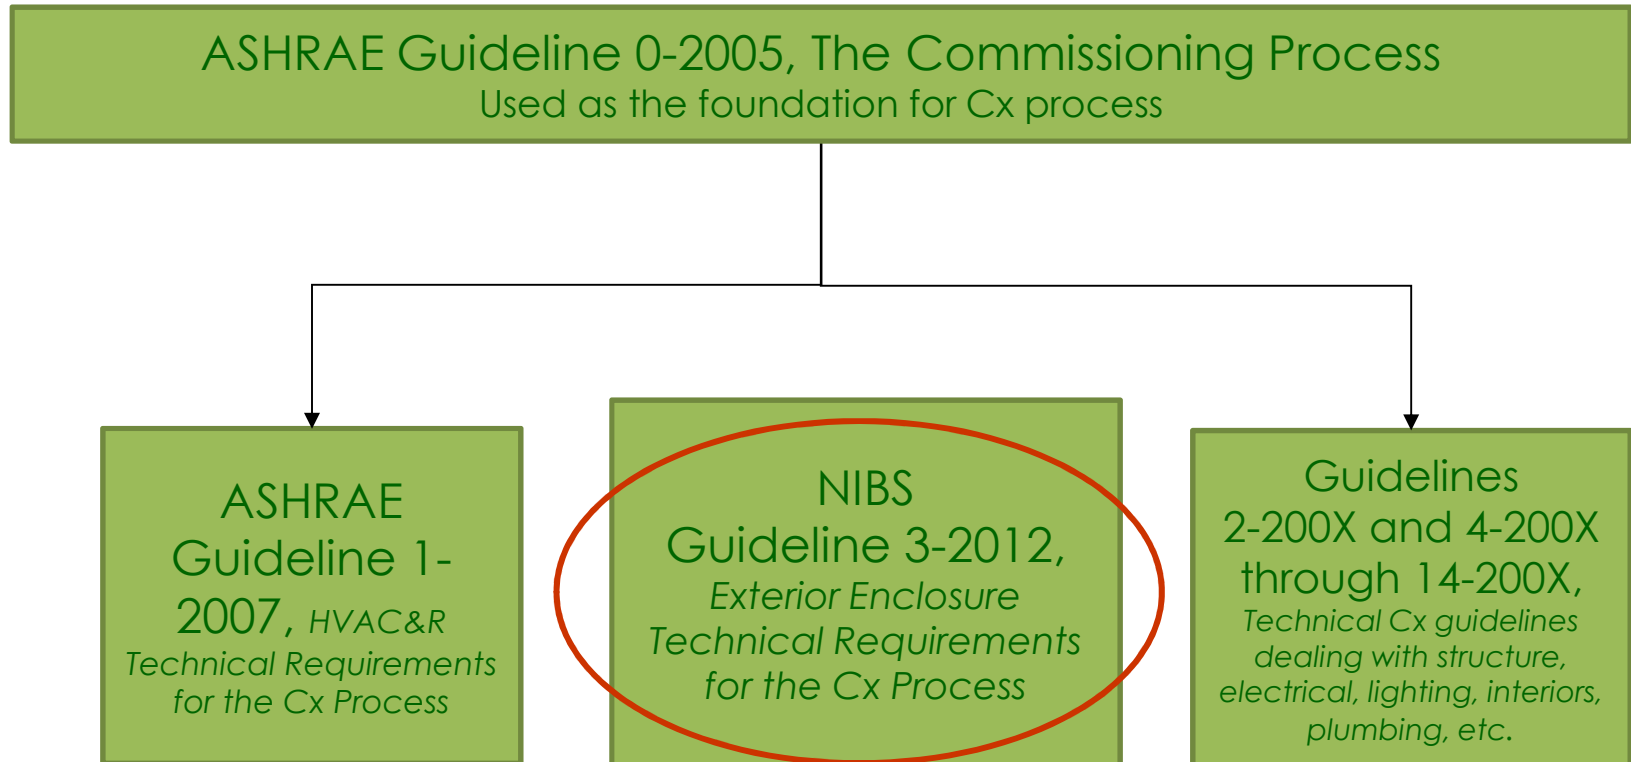 ASHRAE Guideline 0-2005, The Commissioning Process
Used as the foundation for Cx process
ASHRAE
Guideline 1-
2007, HVAC&R
Technical Requirements
for the Cx Process
NIBS
Guideline 3-2012,
Exterior Enclosure
Technical Requirements
for the Cx Process
Guidelines
2-200X and 4-200X
through 14-200X,
Technical Cx guidelines
dealing with structure,
electrical, lighting, interiors,
plumbing, etc.